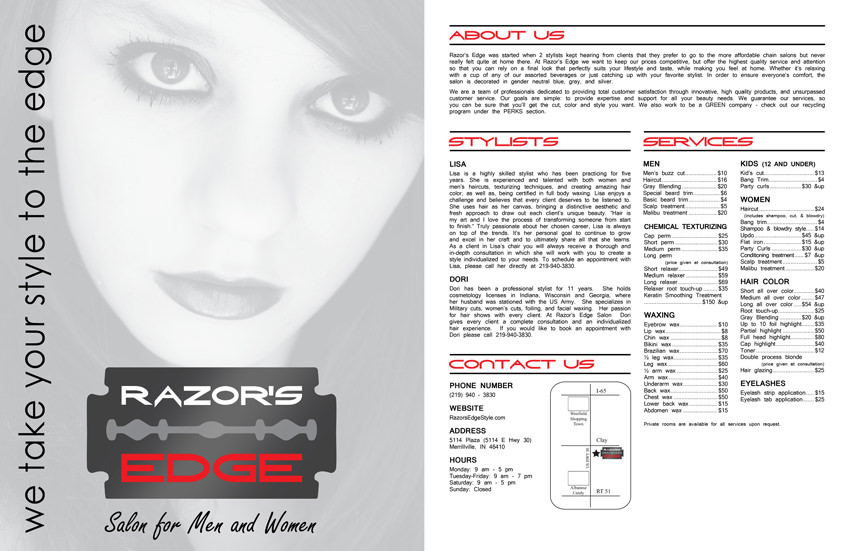 we take your style to the edge
RAZOR'S
EDGE
Salon for Men and Women
ABOUT US
Razor's Edge was started when 2 stylists kept hearing from clients that they prefer to go to the more affordable chain salons but never
really felt quite at home there. At Razor's Edge we want to keep our prices competitive, but offer the highest quality service and attention
so that you can rely on a final look that perfectly suits your lifestyle and taste, while making you feel at home. Whether it's relaxing
with a cup of any of our assorted beverages or just catching up with your favorite stylist. In order to ensure everyone's comfort, the
salon is decorated in gender neutral blue, gray, and silver.
We are a team of professionals dedicated to providing total customer satisfaction through innovative, high quality products, and unsurpassed
customer service. Our goals are simple: to provide expertise and support for all your beauty needs. We guarantee our services, so
you can be sure that you'll get the cut, color and style you want. We also work to be a GREEN company - check out our recycling
program under the PERKS section.
STYLISTS
LISA
Lisa is a highly skilled stylist who has been practicing for five
years. She is experienced and talented with both women and
men's haircuts, texturizing techniques, and creating amazing hair
color, as well as, being certified in full body waxing. Lisa enjoys a
challenge and believes that every client deserves to be listened to.
She uses hair as her canvas, bringing a distinctive aesthetic and
fresh approach to draw out each client's unique beauty. "Hair is
my art and I love the process of transforming someone from start
to finish." Truly passionate about her chosen career, Lisa is always
on top of the trends. It's her personal goal to continue to grow
and excel in her craft and to ultimately share all that she learns.
As a client in Lisa's chair you will always receive a thorough and
in-depth consultation in which she will work with you to create a
style individualized to your needs. To schedule an appointment with
Lisa, please call her directly at 219-940-3830.
DORI
Dori has been a professional stylist for 11 years. She holds
cosmetology licenses in Indiana, Wisconsin and Georgia, where
her husband was stationed with the US Army. She specializes in
Military cuts, women's cuts, foiling, and facial waxing. Her passion
for hair shows with every client. At Razor's Edge Salon Dori
gives every client a complete consultation and an individualized
hair experience. If you would like to book an appointment with
Dori please call 219-940-3830.
CONTACT US
PHONE NUMBER
(219) 940 - 3830
WEBSITE
RazorsEdgeStyle.com
ADDRESS
5114 Plaza (5114 E Hwy 30)
Merrillville, IN 46410
HOURS
Monday: 9 am - 5 pm
Tuesday-Friday: 9 am - 7 pm
Saturday: 9 am - 5 pm
Sunday: Closed
I-65
Shopping
Town
Clay
Albanese
Candy
RT 51
SERVICES
MEN
Men's buzz cut..........$10
Haircut..........$16
Gray Blending..........$20
Special beard trim..........$6
Basic beard trim..........$4
Scalp treatment..........$5
Malibu treatment..........$20
CHEMICAL TEXTURIZING
Cap perm..........$25
Short perm..........$30
Medium perm..........$35
Long perm
(price given at consultation)
Short relaxer..........$49
Medium relaxer..........$59
Long relaxer..........$69
Relaxer root touch-up..........$35
Keratin Smoothing Treatment
..........$150 &up
WAXING
Eyebrow wax..........$10
Lip wax..........$8
Chin wax..........$8
Bikini wax..........$35
Brazilian wax..........$70
½ leg wax..........$35
Leg wax..........$60
½ arm wax..........$25
Arm wax..........$40
Underarm wax..........$30
Back wax..........$50
Chest wax..........$50
Lower back wax..........$15
Abdomen wax..........$15
KIDS (12 AND UNDER)
Kid's cut..........$13
Bang Trim..........$4
Party curls..........$30 &up
WOMEN
Haircut..........$24
(includes shampoo, cut, & blowdry)
Bang trim..........$4
Shampoo & blowdry style.....$14
Updo..........$45 &up
Flat iron..........$15 &up
Party Curls..........$30 &up
Conditioning treatment.....$7 &up
Scalp treatment..........$5
Malibu treatment..........$20
HAIR COLOR
Short all over color..........$40
Medium all over color..........$47
Long all over color.....$54 &up
Root touch-up..........$25
Gray Blending..........$20 &up
Up to 10 foil highlight.....$35
Partial highlight..........$50
Full head highlight..........$80
Cap highlight..........$40
Toner..........$12
Double process blonde
(price given at consultation)
Hair glazing..........$25
EYELASHES
Eyelash strip application.....$15
Eyelash tab application.....$25
Private rooms are available for all services upon request.